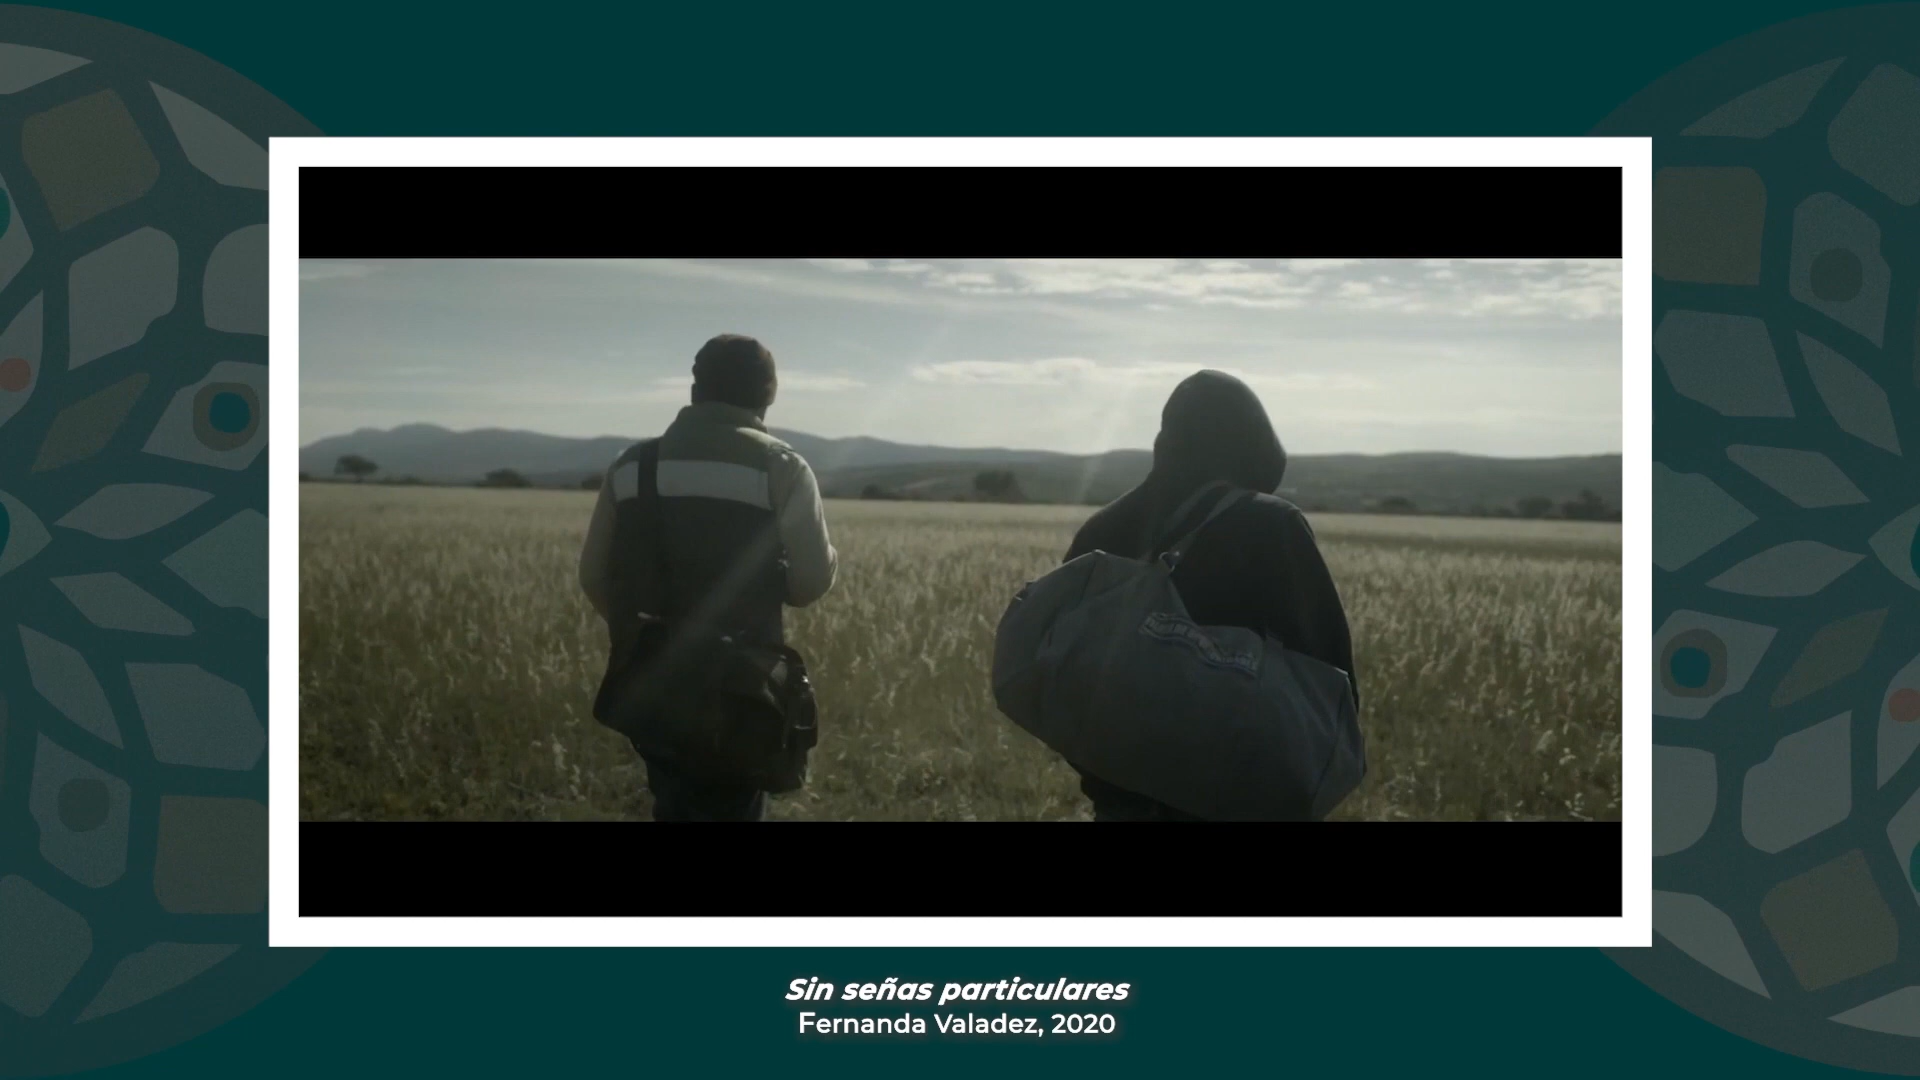 Sin señas particulares
Fernanda Valadez, 2020